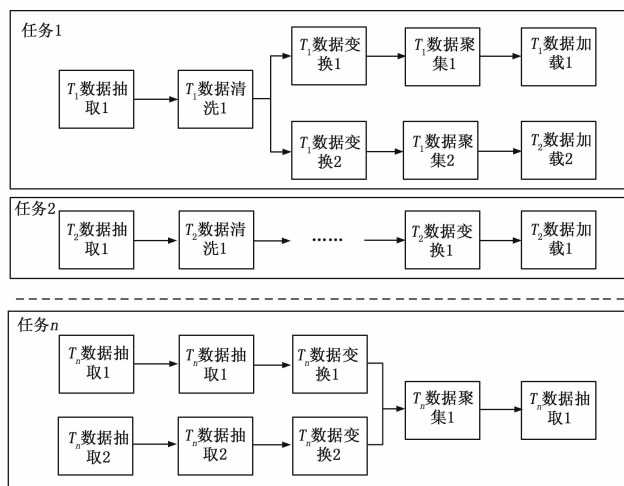 任务1
T₁数据变
换1
T₁数据聚
集1
T₁数据加
载1
T₁数据抽
取1
T₁数据清
洗1
T₁数据变
换2
T₁数据聚
集2
T₂数据加
载2
任务2
T₂数据抽
取1
T₂数据清
洗1
……
T₂数据变
换1
T₂数据加
载1
任务n
Tₙ数据抽
取1
Tₙ数据抽
取1
Tₙ数据变
换1
Tₙ数据聚
集1
Tₙ数据抽
取1
Tₙ数据抽
取2
Tₙ数据抽
取2
Tₙ数据变
换2